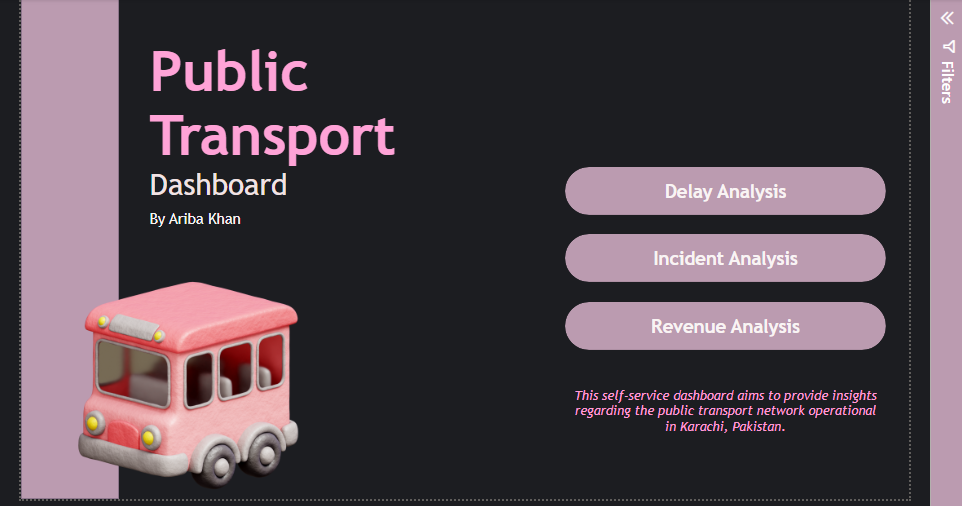 Public
Transport
Dashboard
By Ariba Khan
Delay Analysis
Incident Analysis
Revenue Analysis
This self-service dashboard aims to provide insights
regarding the public transport network operational
in Karachi, Pakistan.
Filters